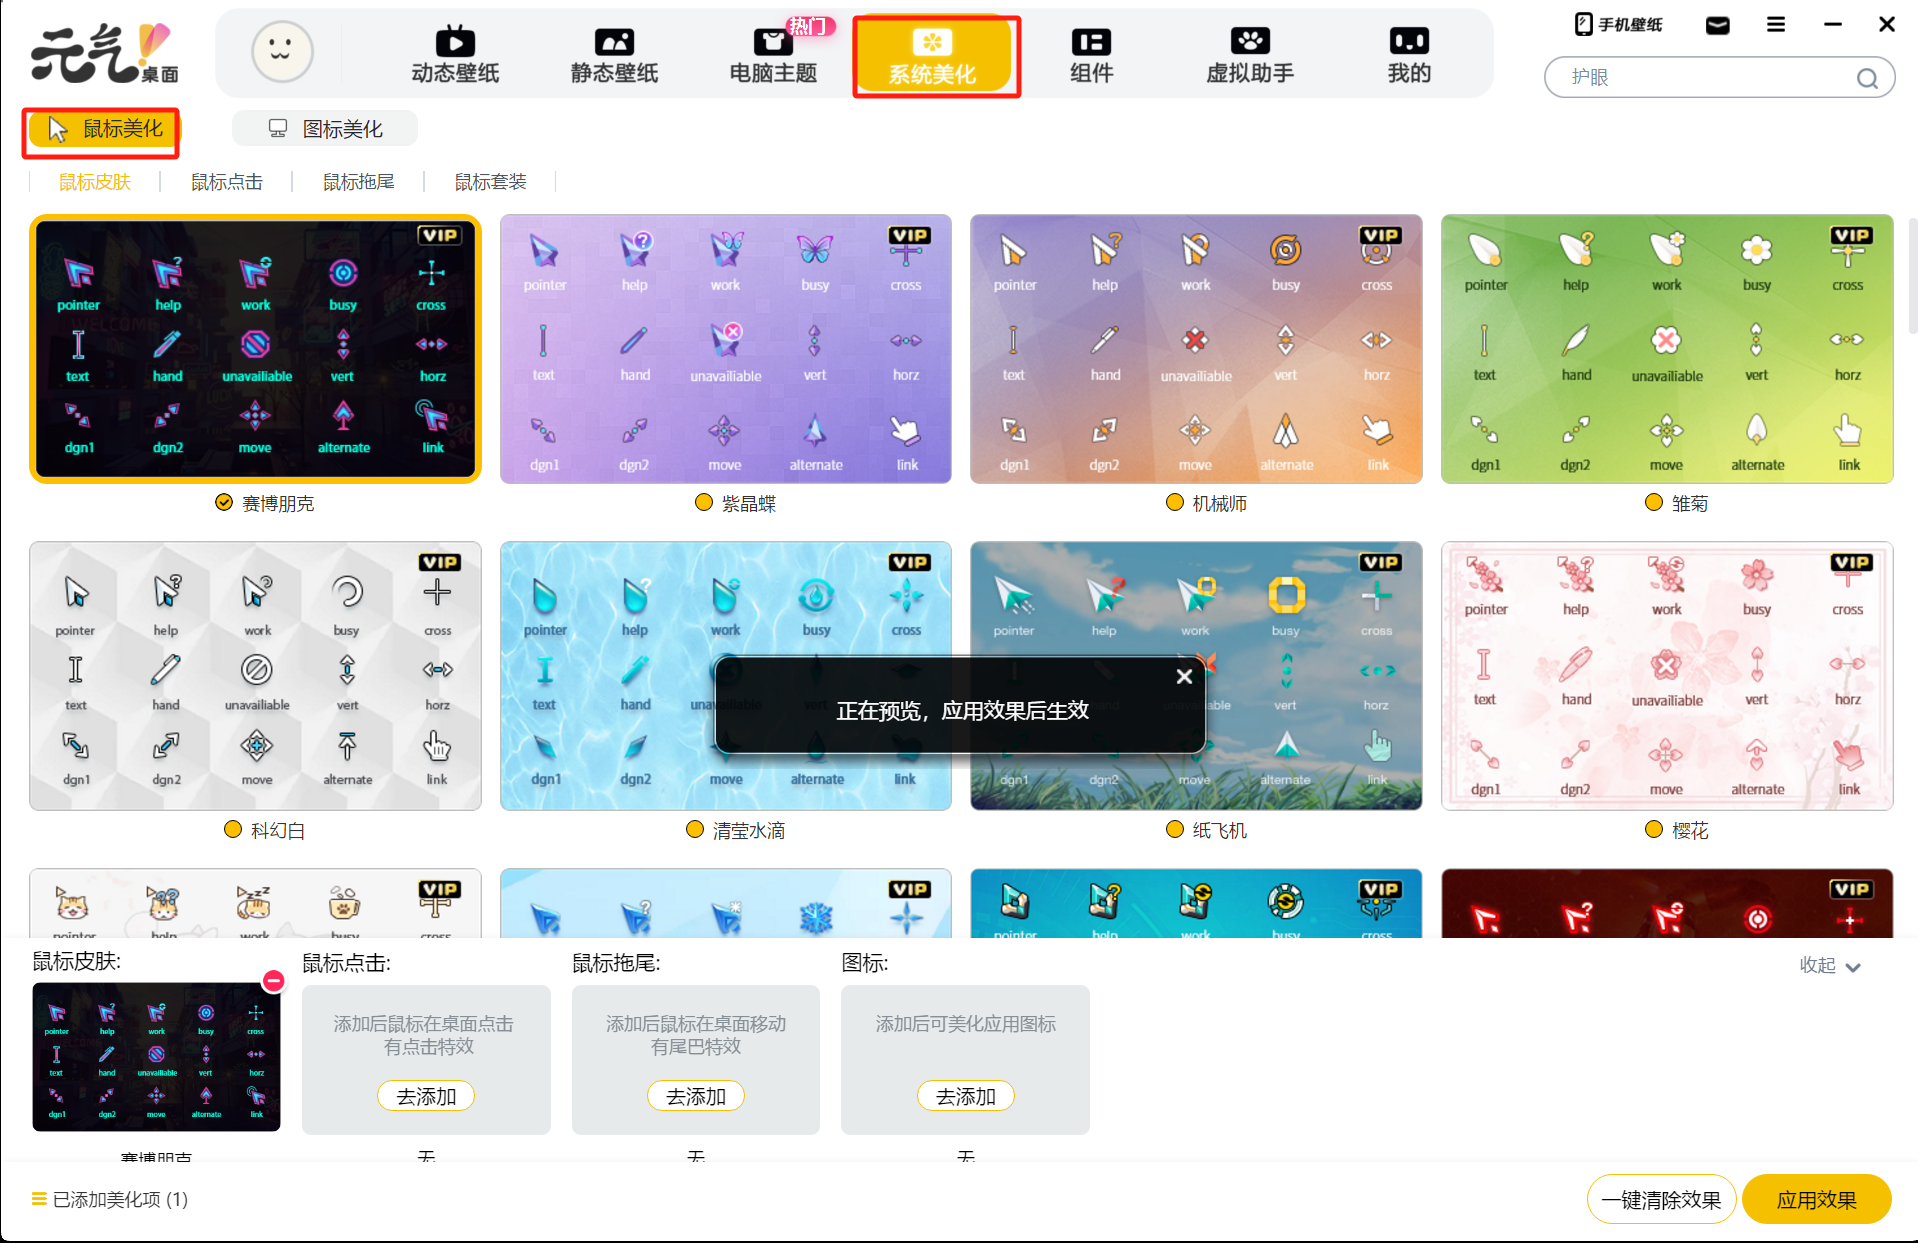 元气!桌面
动态壁纸
静态壁纸
电脑主题
热门
系统美化
组件
虚拟助手
我的
手机壁纸
护眼
鼠标美化
图标美化
鼠标皮肤
鼠标点击
鼠标拖尾
鼠标套装
VIP
pointer help work busy cross
text hand unavailiable vert horz
dgn1 dgn2 move alternate link
VIP
pointer help work busy cross
text hand unavailiable vert horz
dgn1 dgn2 move alternate link
VIP
pointer help work busy cross
text hand unavailiable vert horz
dgn1 dgn2 move alternate link
VIP
pointer help work busy cross
text hand unavailiable vert horz
dgn1 dgn2 move alternate link
赛博朋克
紫晶蝶
机械师
雏菊
VIP
pointer help work busy cross
text hand unavailiable vert horz
dgn1 dgn2 move alternate link
VIP
pointer help work busy cross
text hand
dgn1 dgn2 move alternate link
VIP
pointer help work busy cross
vert horz
dgn1 dgn2 move alternate link
VIP
pointer help work busy cross
text hand unavailiable vert horz
dgn1 dgn2 move alternate link
正在预览，应用效果后生效
科幻白
清莹水滴
纸飞机
樱花
VIP
pointer help work busy cross
VIP
VIP
pointer help work busy cross
VIP
鼠标皮肤:
鼠标点击:
鼠标拖尾:
图标:
收起
pointer help work busy cross
text hand unavailiable vert horz
dgn1 dgn2 move alternate link
添加后鼠标在桌面点击
有点击特效
去添加
添加后鼠标在桌面移动
有尾巴特效
去添加
添加后可美化应用图标
去添加
赛博朋克
无
无
无
已添加美化项 (1)
一键清除效果
应用效果